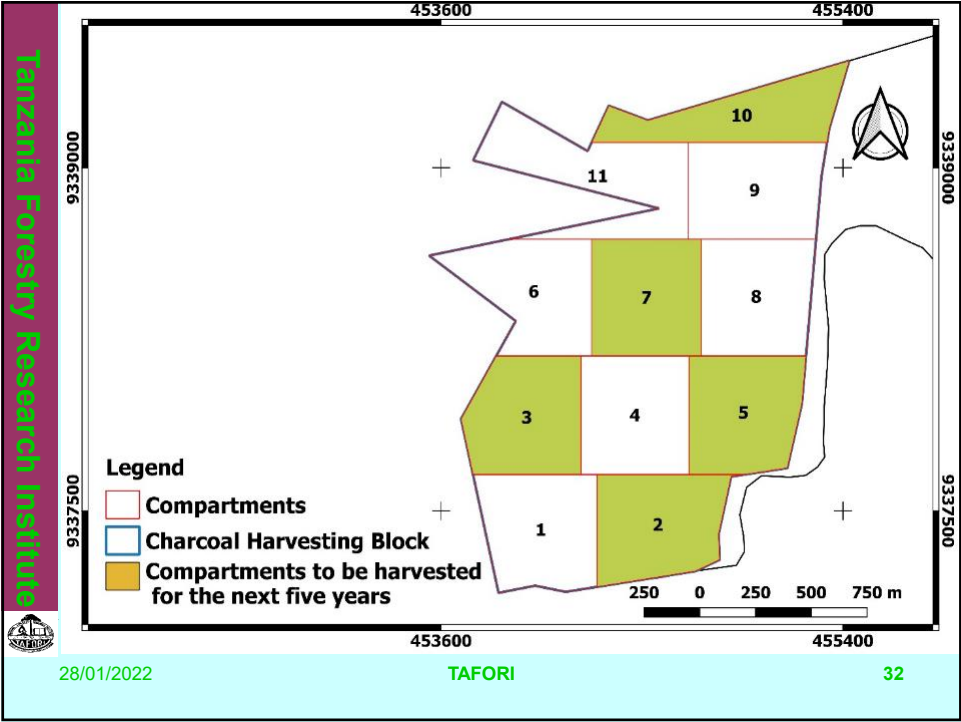 Tanzania Forestry Research Institute
453600
455400
9339000
9339000
10
11
9
6
7
8
3
4
5
Legend
Compartments
Charcoal Harvesting Block
Compartments to be harvested
for the next five years
9337500
9337500
1
2
250 0 250 500 750 m
453600
455400
TAFORI
28/01/2022
TAFORI
32